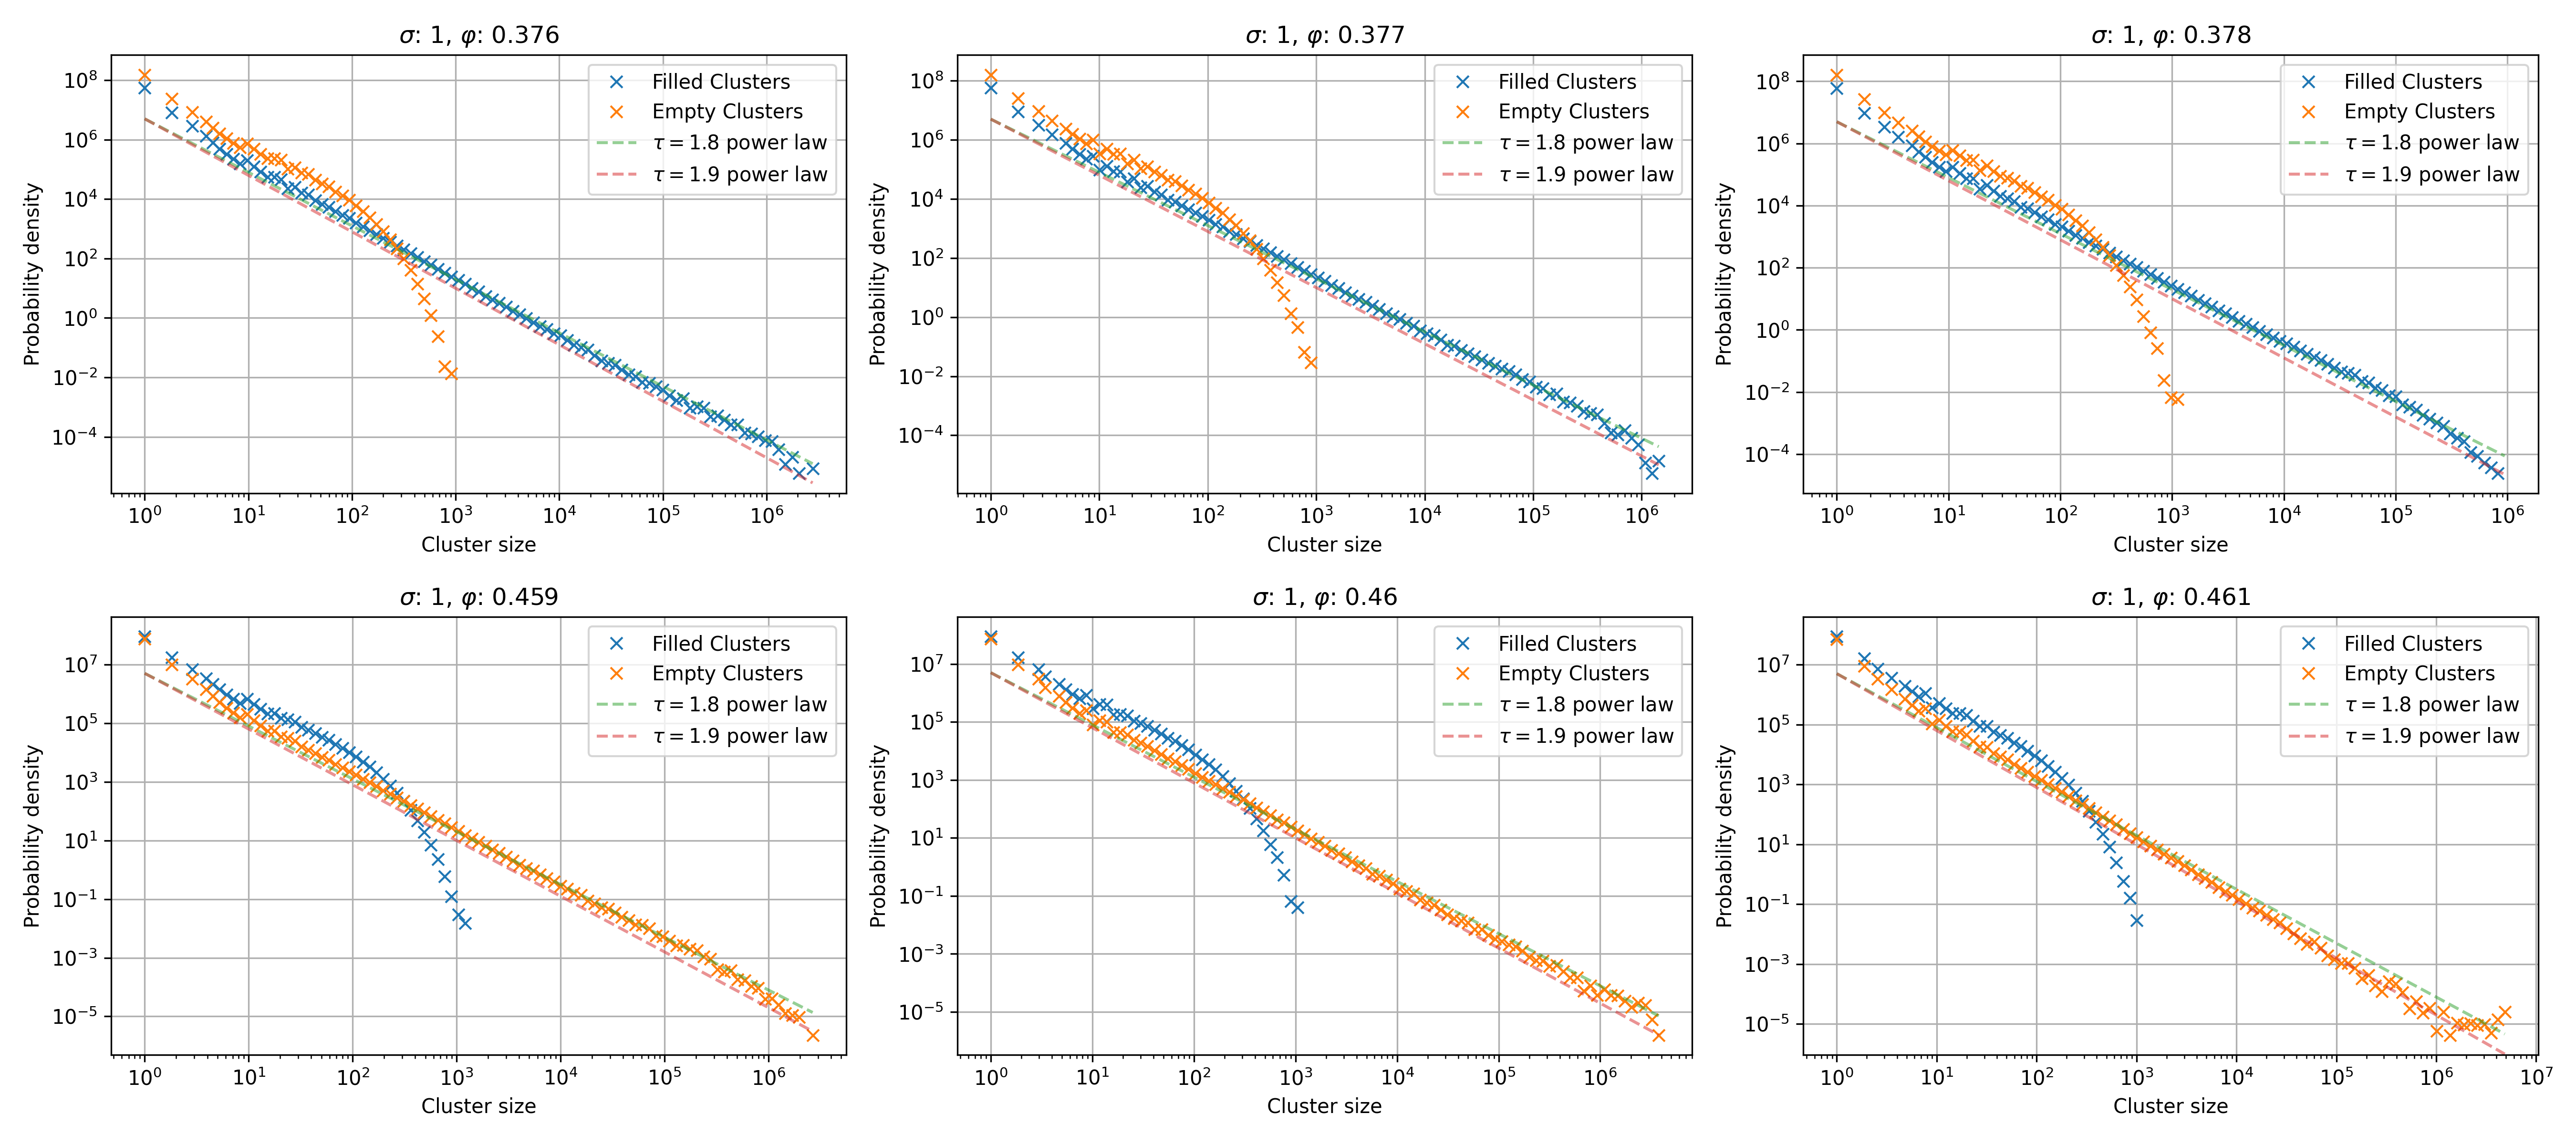 σ: 1, φ: 0.376
Probability density
10⁸
10⁶
10⁴
10²
10⁰
10⁻²
10⁻⁴
Filled Clusters
Empty Clusters
τ = 1.8 power law
τ = 1.9 power law
10⁰ 10¹ 10² 10³ 10⁴ 10⁵ 10⁶
Cluster size
σ: 1, φ: 0.377
Probability density
10⁸
10⁶
10⁴
10²
10⁰
10⁻²
10⁻⁴
Filled Clusters
Empty Clusters
τ = 1.8 power law
τ = 1.9 power law
10⁰ 10¹ 10² 10³ 10⁴ 10⁵ 10⁶
Cluster size
σ: 1, φ: 0.378
Probability density
10⁸
10⁶
10⁴
10²
10⁰
10⁻²
10⁻⁴
Filled Clusters
Empty Clusters
τ = 1.8 power law
τ = 1.9 power law
10⁰ 10¹ 10² 10³ 10⁴ 10⁵ 10⁶
Cluster size
σ: 1, φ: 0.459
Probability density
10⁷
10⁵
10³
10¹
10⁻¹
10⁻³
10⁻⁵
Filled Clusters
Empty Clusters
τ = 1.8 power law
τ = 1.9 power law
10⁰ 10¹ 10² 10³ 10⁴ 10⁵ 10⁶
Cluster size
σ: 1, φ: 0.46
Probability density
10⁷
10⁵
10³
10¹
10⁻¹
10⁻³
10⁻⁵
Filled Clusters
Empty Clusters
τ = 1.8 power law
τ = 1.9 power law
10⁰ 10¹ 10² 10³ 10⁴ 10⁵ 10⁶
Cluster size
σ: 1, φ: 0.461
Probability density
10⁷
10⁵
10³
10¹
10⁻¹
10⁻³
10⁻⁵
Filled Clusters
Empty Clusters
τ = 1.8 power law
τ = 1.9 power law
10⁰ 10¹ 10² 10³ 10⁴ 10⁵ 10⁶ 10⁷
Cluster size